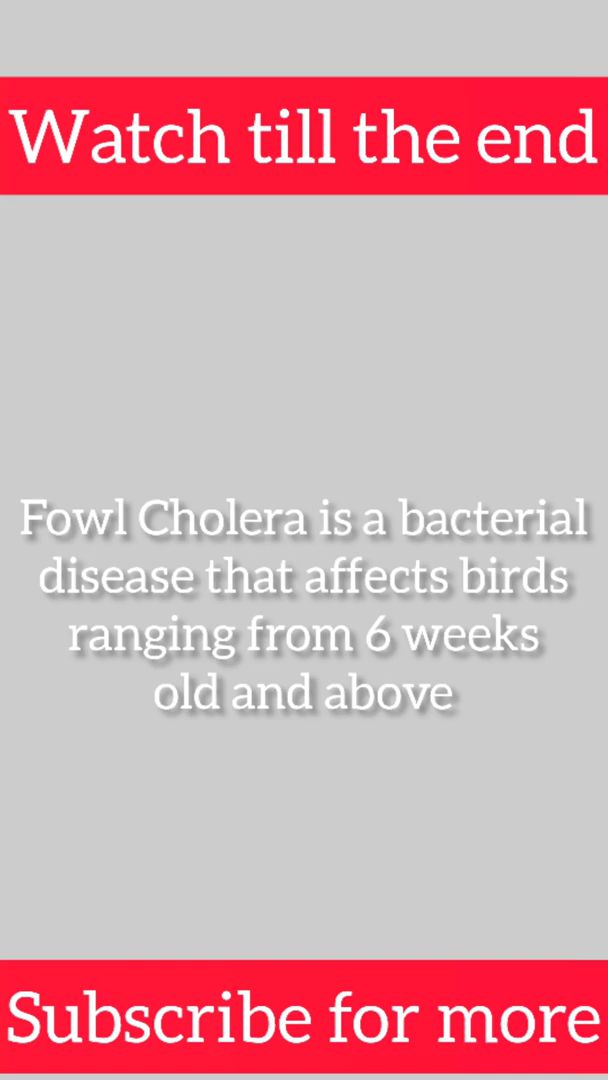 Watch till the end
Fowl Cholera is a bacterial
disease that affects birds
ranging from 6 weeks
old and above
Subscribe for more